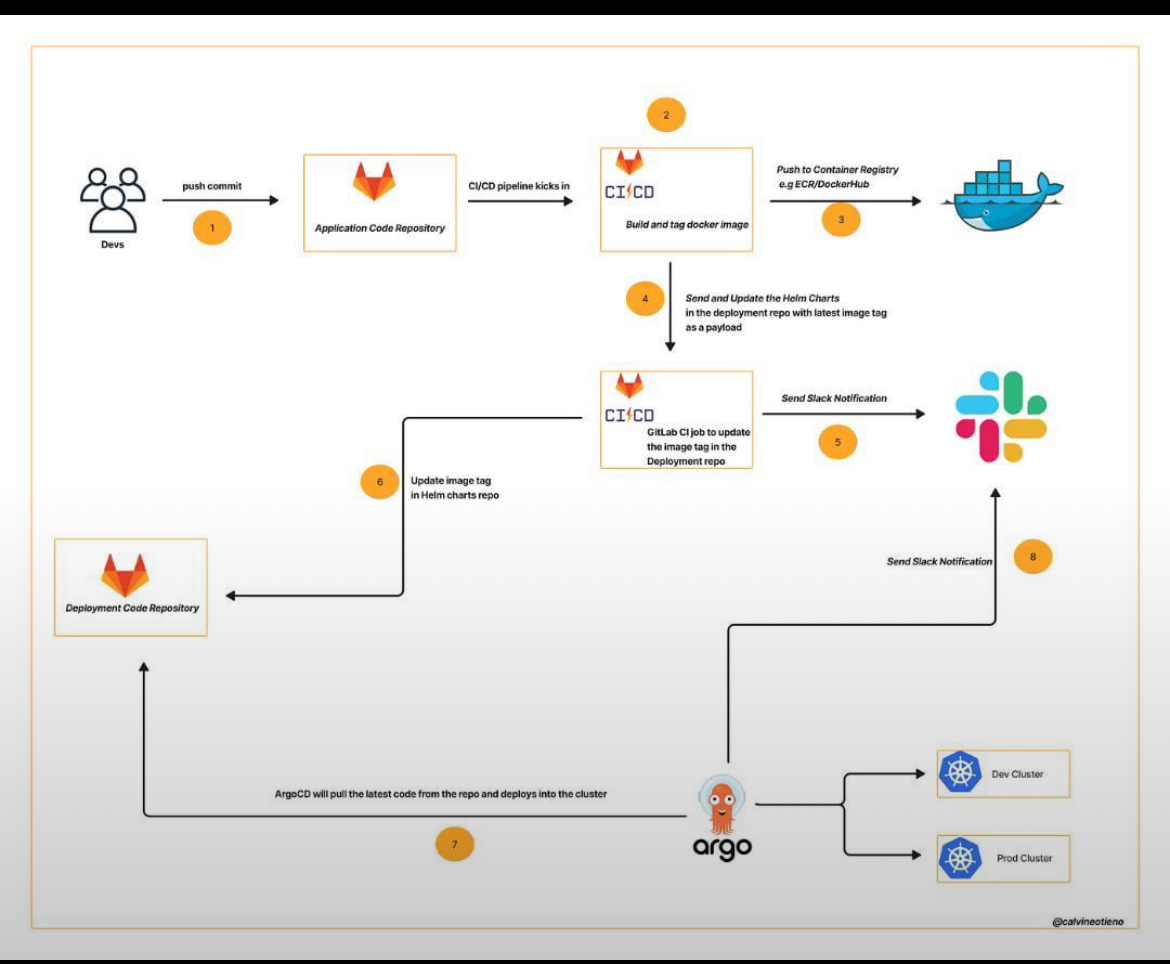 2
push commit
1
Devs
Application Code Repository
CI/CD pipeline kicks in
CI/CD
Build and tag docker image
Push to Container Registry
e.g ECR/DockerHub
3
4
Send and Update the Helm Charts
in the deployment repo with latest image tag
as a payload
CI/CD
GitLab CI job to update
the image tag in the
Deployment repo
Send Slack Notification
5
6
Update image tag
in Helm charts repo
Deployment Code Repository
Send Slack Notification
8
ArgoCD will pull the latest code from the repo and deploys into the cluster
7
argo
Dev Cluster
Prod Cluster
@calvineotieno